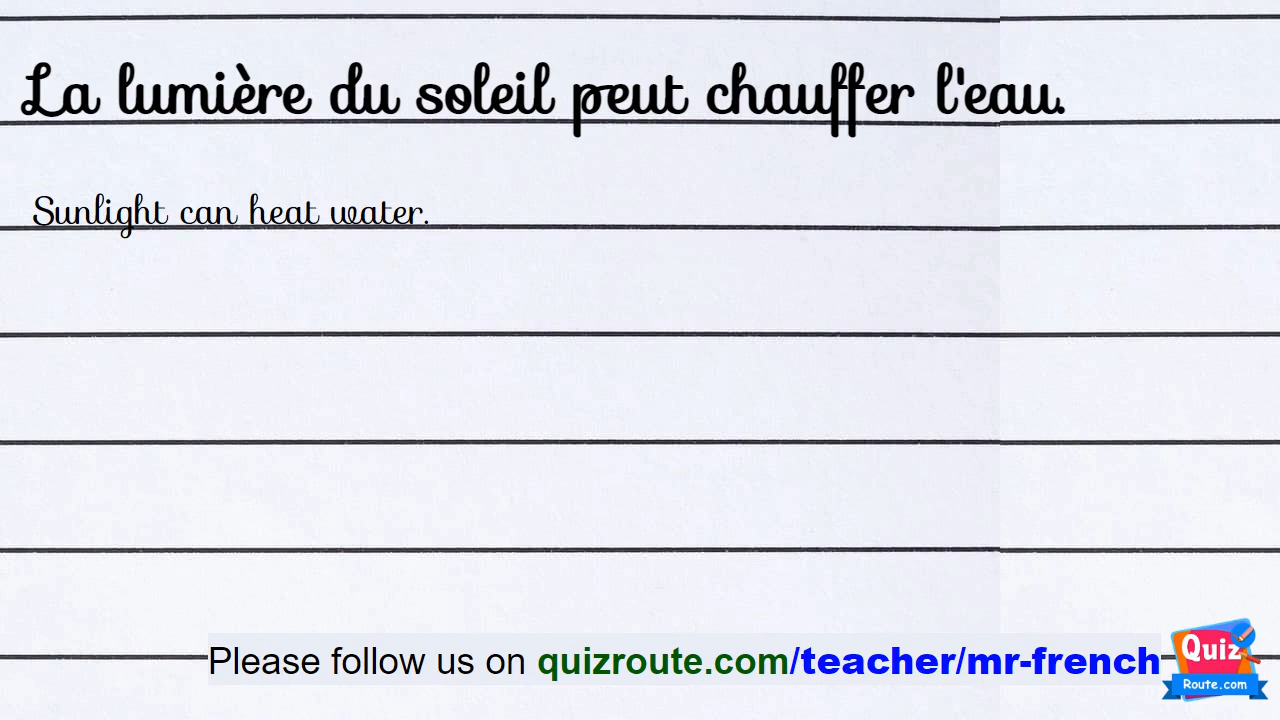 La lumière du soleil peut chauffer l'eau.
Sunlight can heat water.
Please follow us on quizroute.com/teacher/mr-french
Quiz
Route.com